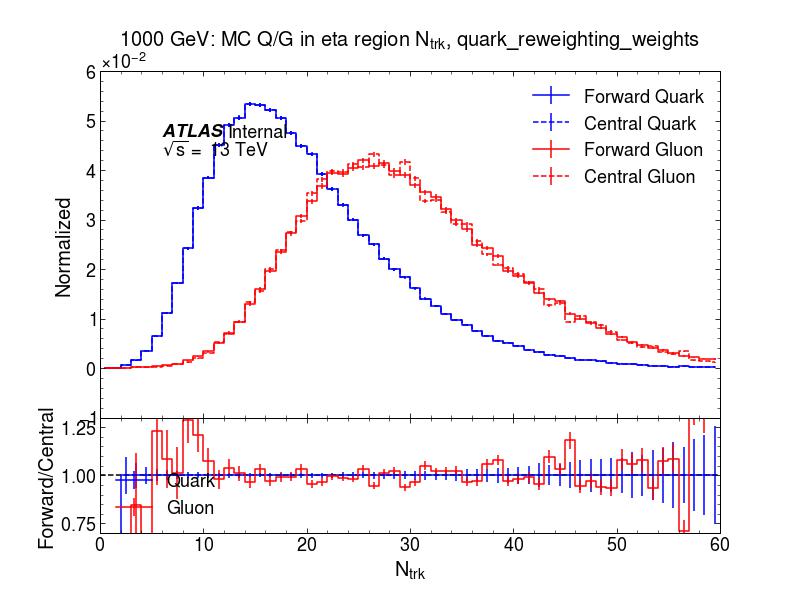 1000 GeV: MC Q/G in eta region N_trk, quark_reweighting_weights
×10⁻²
6
5
4
3
2
1
0
−1
Normalized
ATLAS Internal
√s = 13 TeV
Forward Quark
Central Quark
Forward Gluon
Central Gluon
1.25
1.00
0.75
Forward/Central
Quark
Gluon
0 10 20 30 40 50 60
N_trk